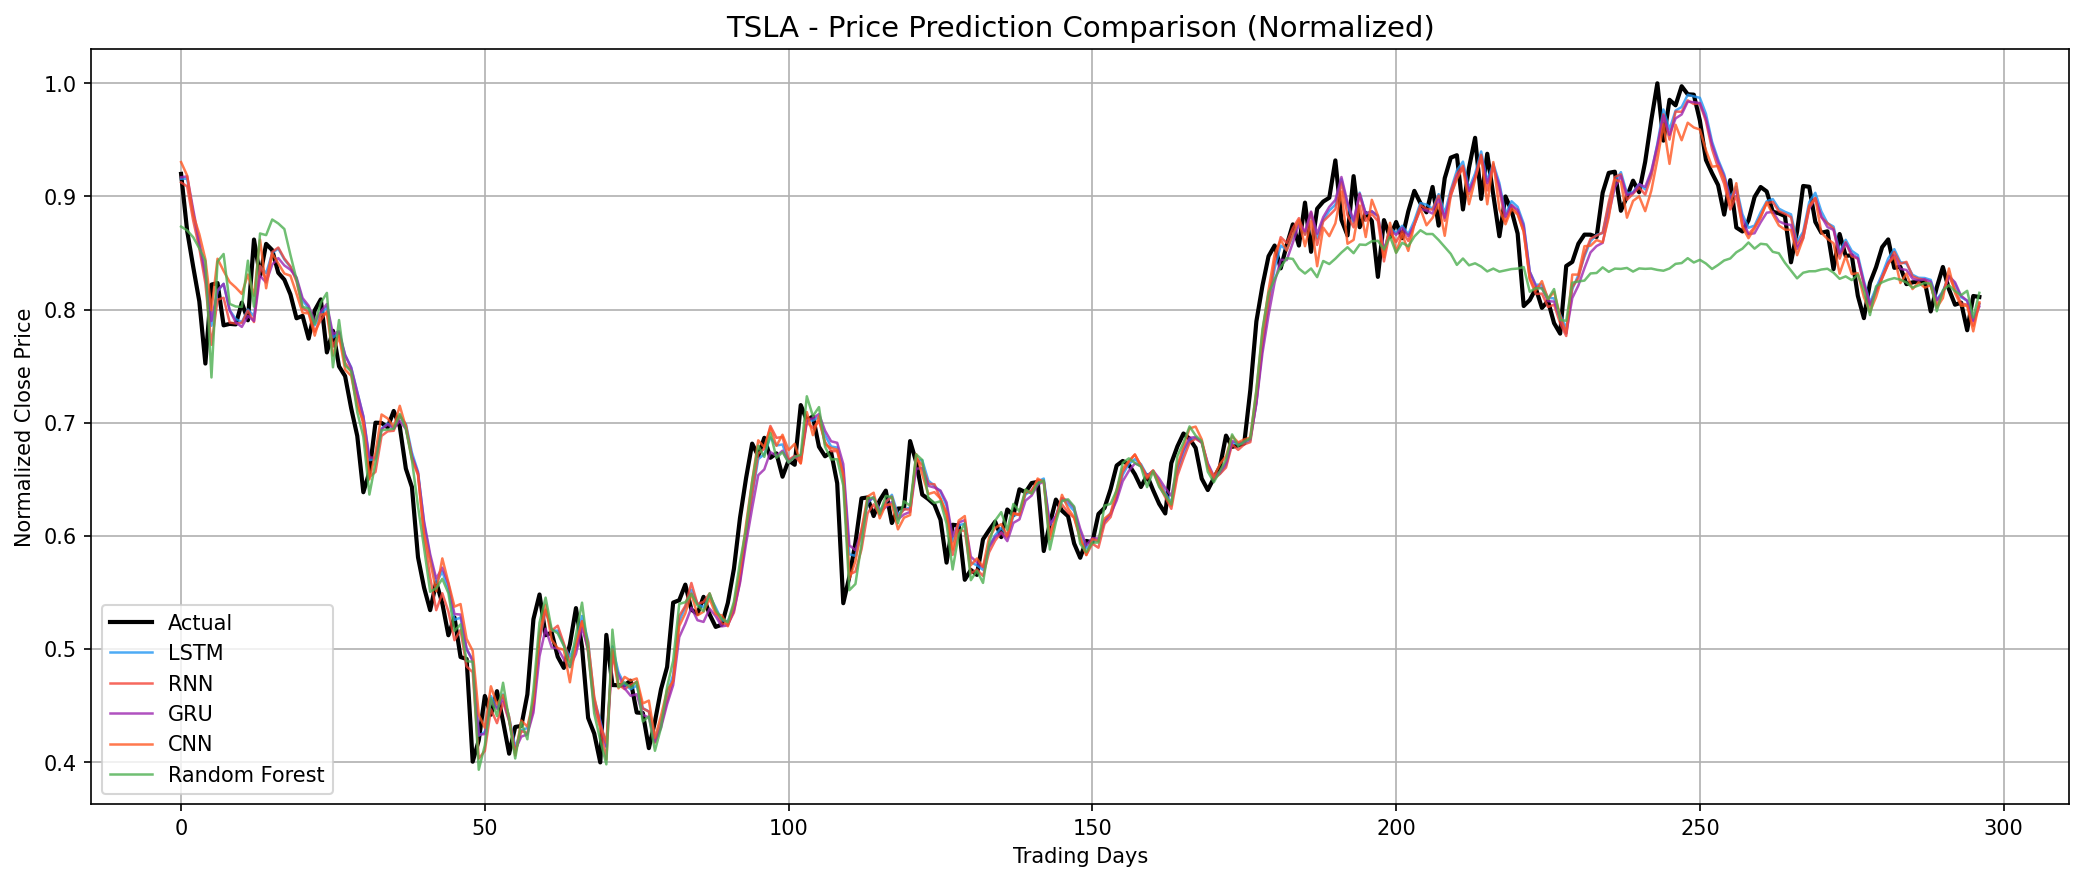 TSLA - Price Prediction Comparison (Normalized)
Normalized Close Price
1.0
0.9
0.8
0.7
0.6
0.5
0.4
Actual
LSTM
RNN
GRU
CNN
Random Forest
0 50 100 150 200 250 300
Trading Days